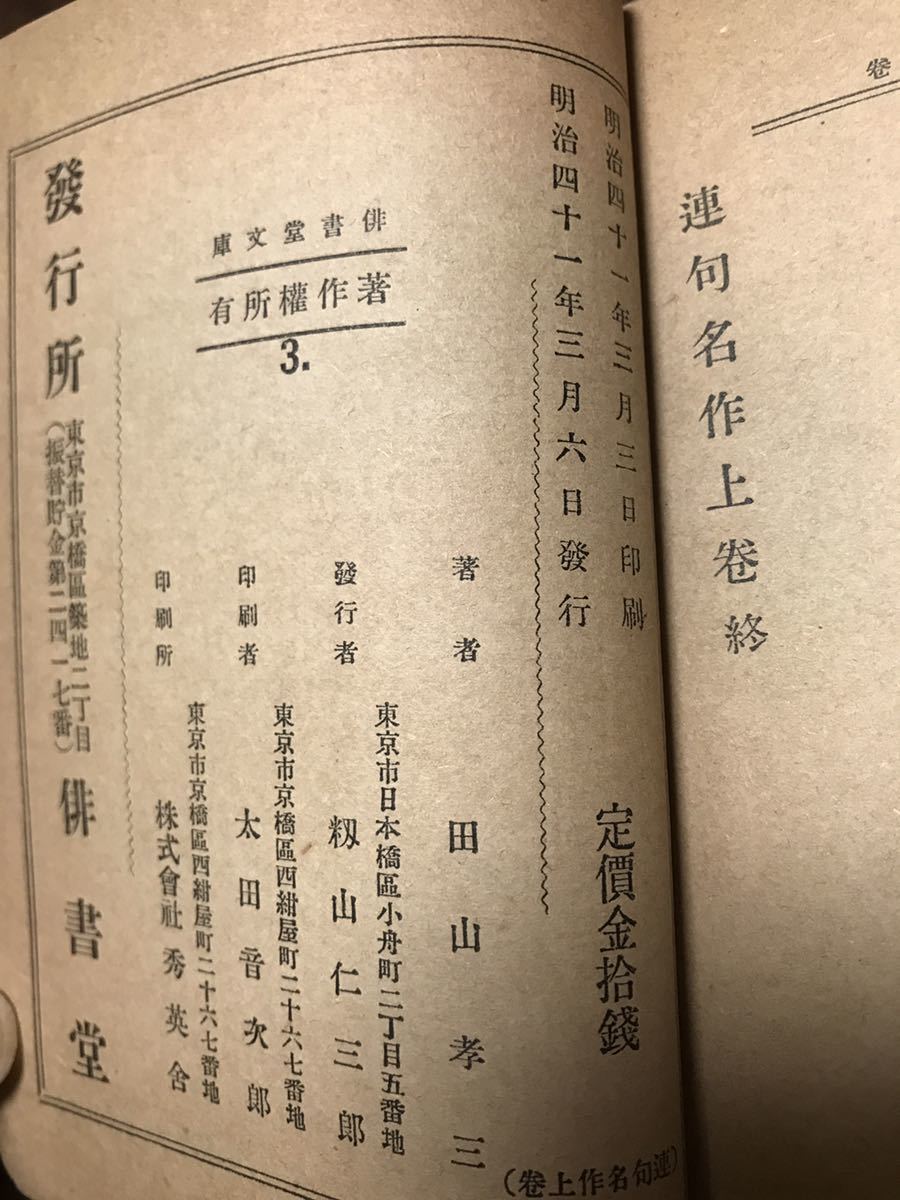 卷
連句名作上卷終
明治四十一年三月三日印刷
明治四十一年三月六日發行
定價金拾錢
俳書堂文庫
著作權所有
3.
著者 田山孝三
東京市日本橋區小舟町二丁目五番地
發行者 籾山仁三郎
東京市京橋區西紺屋町二十六七番地
印刷者 太田音次郎
東京市京橋區西紺屋町二十六七番地
印刷所 株式會社秀英舍
發行所 俳書堂
東京市京橋區築地二丁目
(振替貯金第二四一七番)
(連句名作上卷)